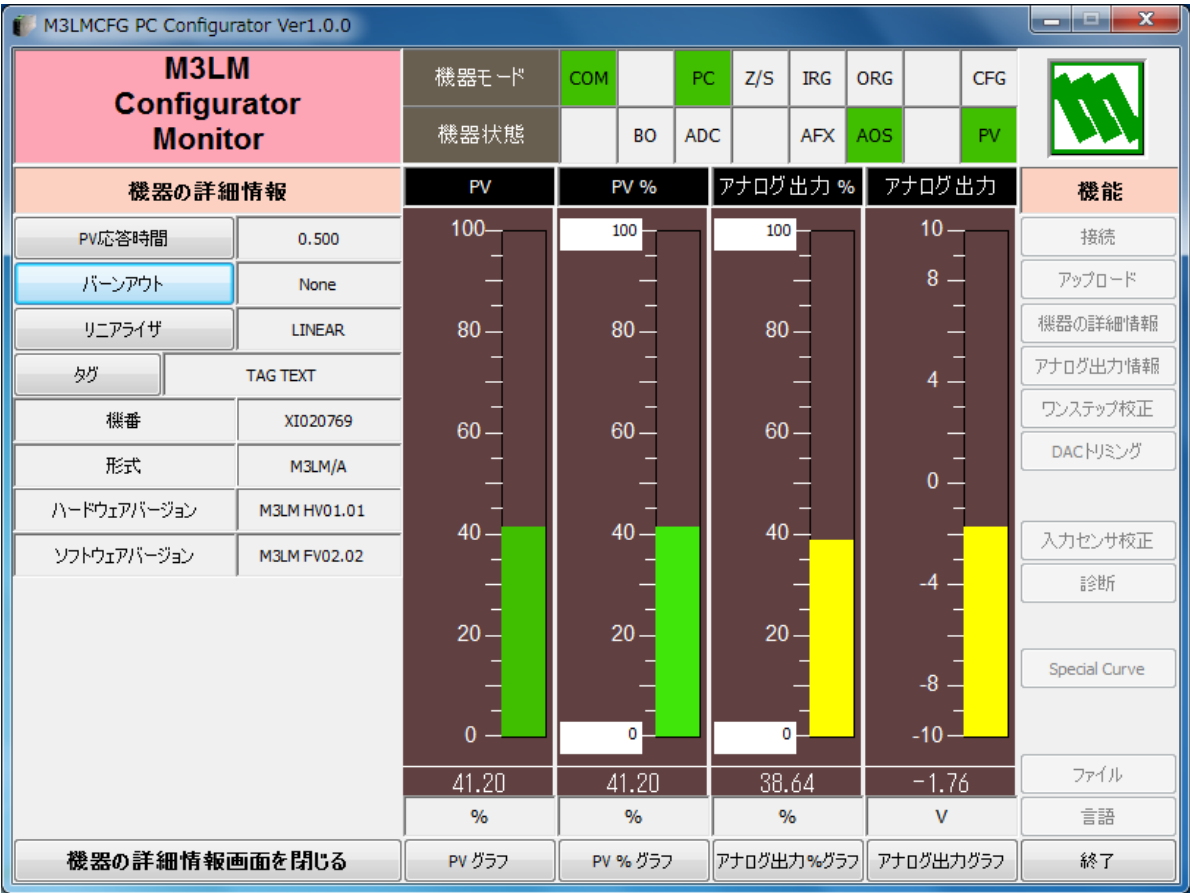 M3LMCFG PC Configurator Ver1.0.0
M3LM
Configurator
Monitor
機器モード
COM
PC
Z/S
IRG
ORG
CFG
機器状態
BO
ADC
AFX
AOS
PV
機器の詳細情報
PV
PV %
アナログ出力 %
アナログ出力
機能
PV応答時間
0.500
バーンアウト
None
リニアライザ
LINEAR
タグ
TAG TEXT
機番
XI020769
形式
M3LM/A
ハードウェアバージョン
M3LM HV01.01
ソフトウェアバージョン
M3LM FV02.02
100
80
60
40
20
0
41.20
%
100
80
60
40
20
0
41.20
%
100
80
60
40
20
0
38.64
%
10
8
4
0
-4
-8
-10
-1.76
V
接続
アップロード
機器の詳細情報
アナログ出力情報
ワンステップ校正
DACトリミング
入力センサ校正
診断
Special Curve
ファイル
言語
機器の詳細情報画面を閉じる
PV グラフ
PV % グラフ
アナログ出力%グラフ
アナログ出力グラフ
終了